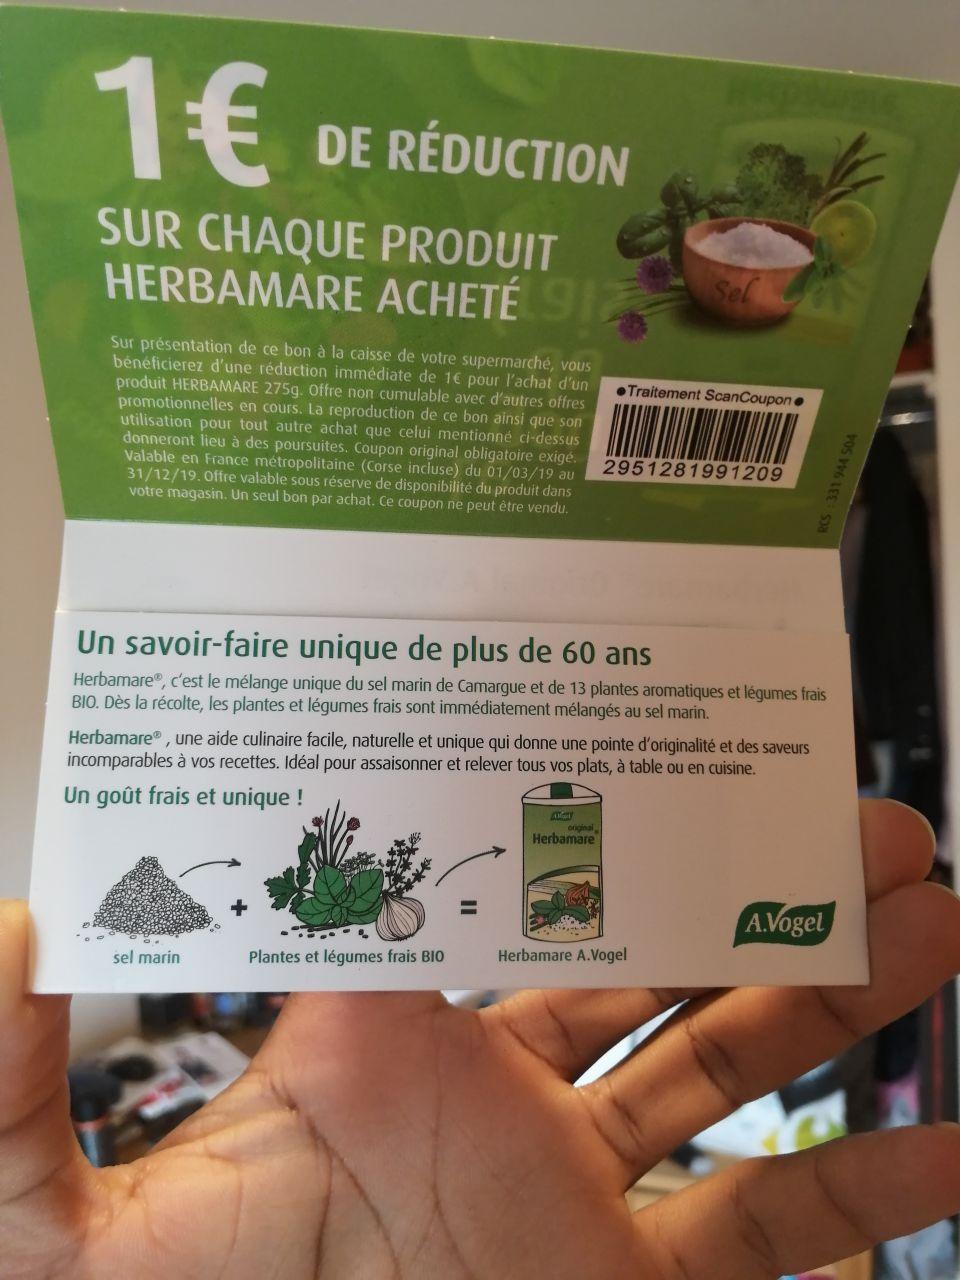 1€ DE RÉDUCTION
SUR CHAQUE PRODUIT
HERBAMARE ACHETÉ
Sel
Sur présentation de ce bon à la caisse de votre supermarché, vous
bénéficierez d'une réduction immédiate de 1€ pour l'achat d'un
produit HERBAMARE 275g. Offre non cumulable avec d'autres offres
promotionnelles en cours. La reproduction de ce bon ainsi que son
utilisation pour tout autre achat que celui mentionné ci-dessus
donneront lieu à des poursuites. Coupon original obligatoire exigé.
Valable en France métropolitaine (Corse incluse) du 01/03/19 au
31/12/19. Offre valable sous réserve de disponibilité du produit dans
votre magasin. Un seul bon par achat. Ce coupon ne peut être vendu.
●Traitement ScanCoupon●
2951281991209
RCS : 331 944 504
Un savoir-faire unique de plus de 60 ans
Herbamare®, c'est le mélange unique du sel marin de Camargue et de 13 plantes aromatiques et légumes frais
BIO. Dès la récolte, les plantes et légumes frais sont immédiatement mélangés au sel marin.
Herbamare® , une aide culinaire facile, naturelle et unique qui donne une pointe d'originalité et des saveurs
incomparables à vos recettes. Idéal pour assaisonner et relever tous vos plats, à table ou en cuisine.
Un goût frais et unique !
A.Vogel
original
Herbamare®
+
=
sel marin
Plantes et légumes frais BIO
Herbamare A.Vogel
A.Vogel